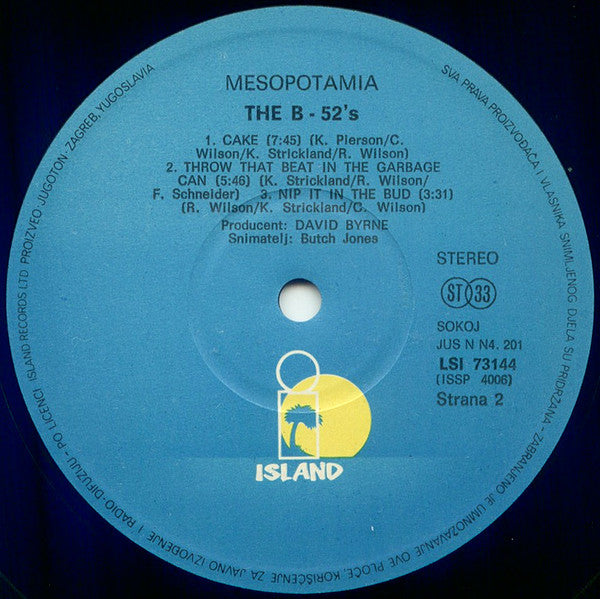 MESOPOTAMIA
THE B - 52's
1. CAKE (7:45) (K. Pierson/C.
Wilson/K. Strickland/R. Wilson)
2. THROW THAT BEAT IN THE GARBAGE
CAN (5:46) (K. Strickland/R. Wilson/
F. Schneider) 3. NIP IT IN THE BUD (3:31)
(R. Wilson/K. Strickland/C. Wilson)
Producent: DAVID BYRNE
Snimatelj: Butch Jones
STEREO
ST 33
SOKOJ
JUS N N4. 201
LSI 73144
(ISSP 4006)
Strana 2
ISLAND
SVA PRAVA PROIZVOĐAČA I VLASNIKA SNIMLJENOG DJELA SU PRIDRŽANA - ZABRANJENO JE UMNOŽAVANJE OVE PLOČE, KORIŠĆENJE ZA JAVNO IZVOĐENJE I RADIO-DIFUZIJU - PO LICENCI ISLAND RECORDS LTD PROIZVEO JUGOTON - ZAGREB, YUGOSLAVIA